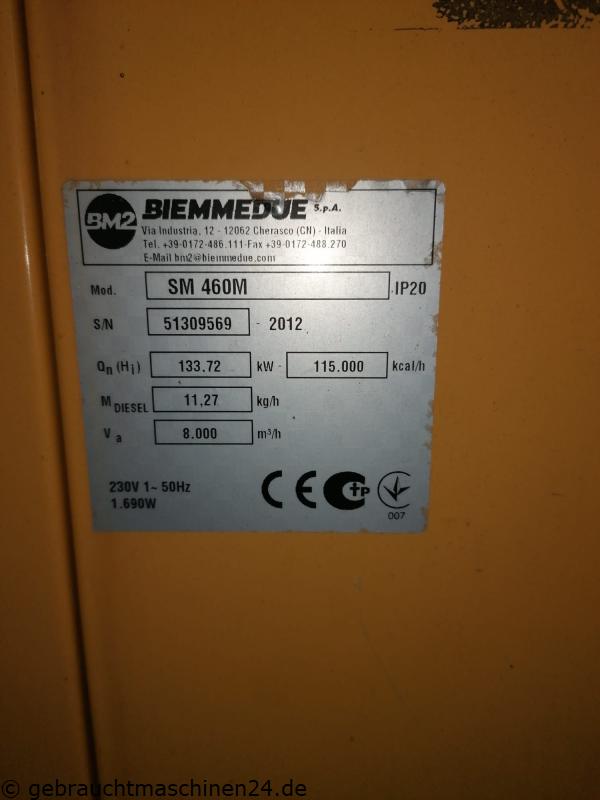 BM2 BIEMMEDUE S.p.A.
Via Industria, 12 - 12062 Cherasco (CN) - Italia
Tel. +39-0172-486.111-Fax +39-0172-488.270
E-Mail bm2@biemmedue.com
Mod. SM 460M IP20
S/N 51309569 - 2012
Qn (Hi) 133.72 kW - 115.000 kcal/h
M DIESEL 11,27 kg/h
Va 8.000 m³/h
230V 1~ 50Hz
1.690W
CE
TP
007
© gebrauchtmaschinen24.de